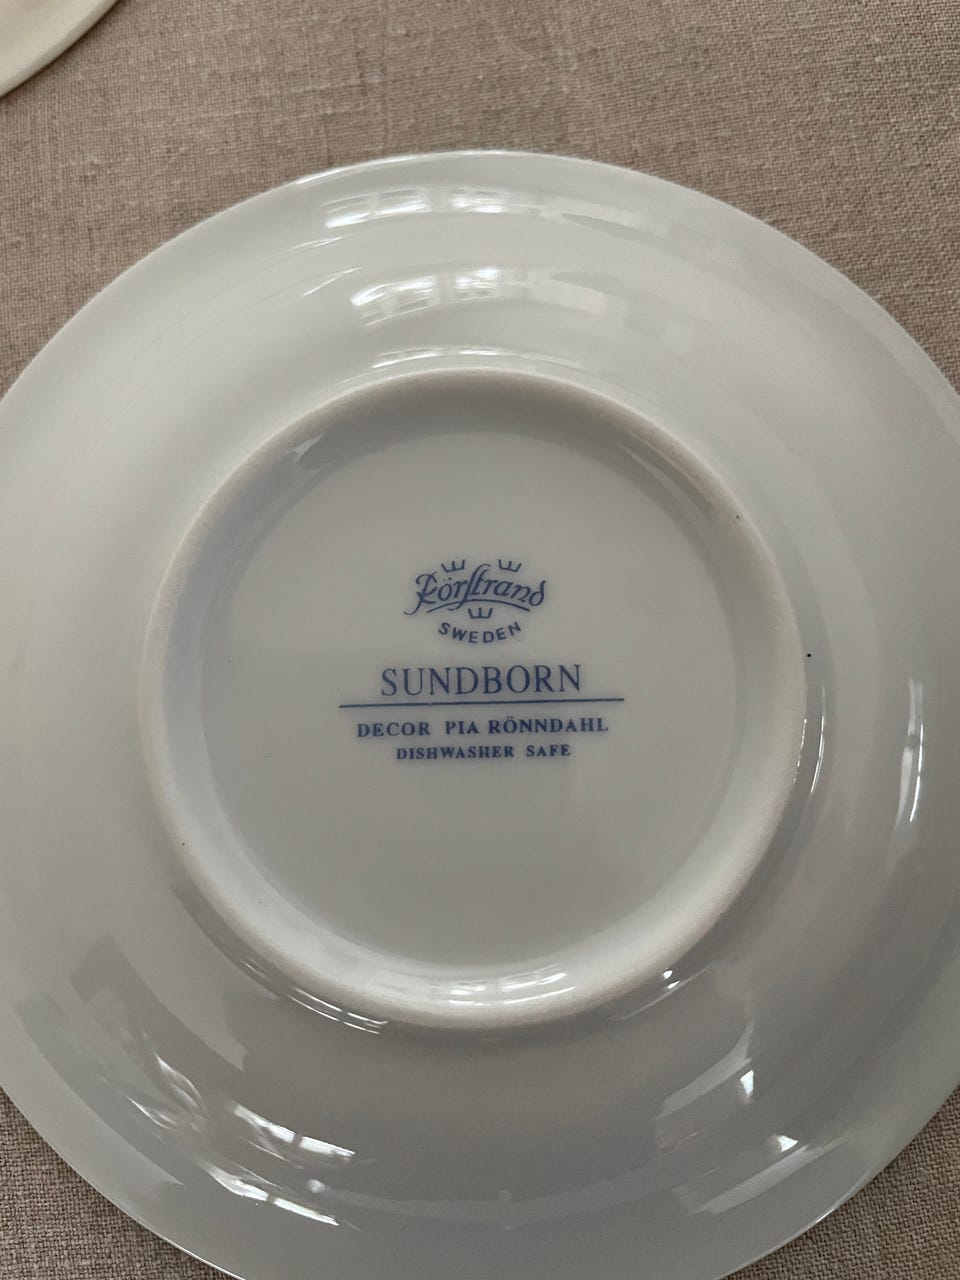 Rörstrand
SWEDEN
SUNDBORN
DECOR PIA RÖNNDAHL
DISHWASHER SAFE